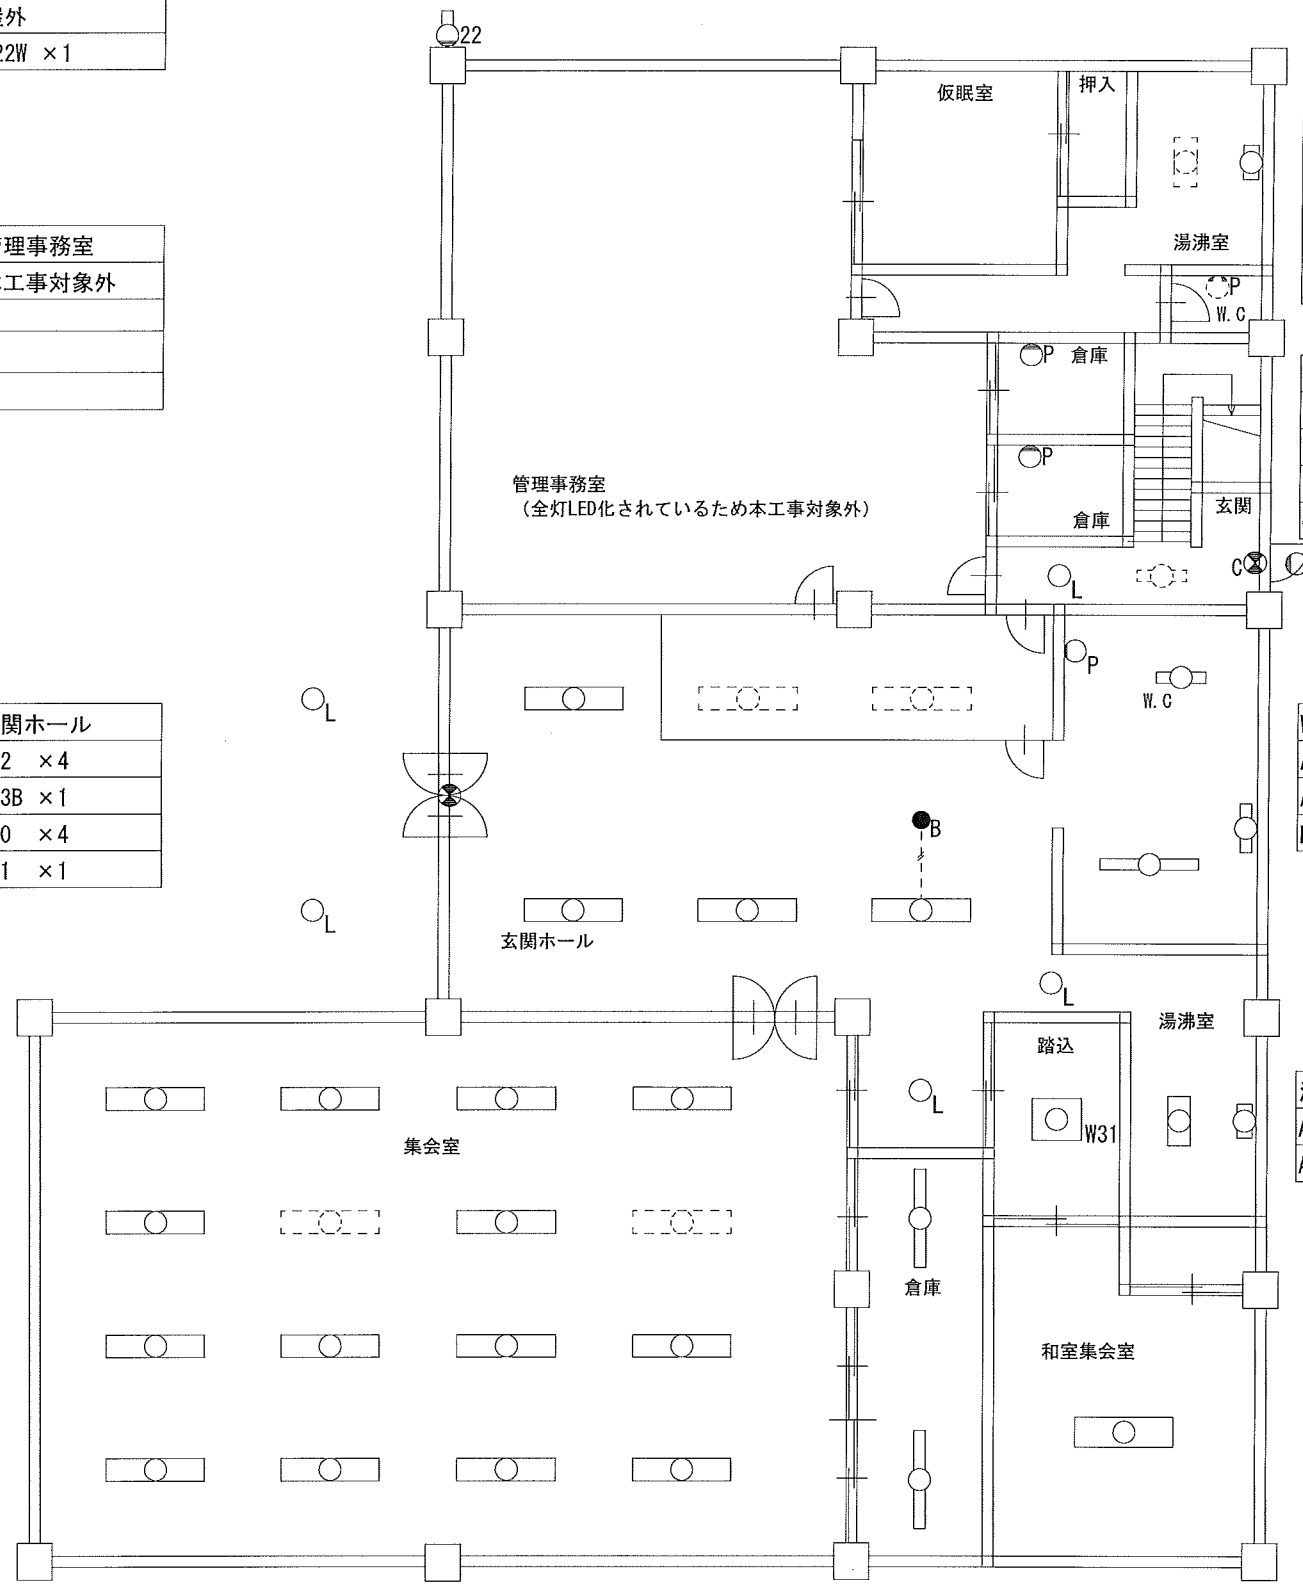 屋外
22W ×1
22
仮眠室
押入
湯沸室
P
W.C
管理事務室
本工事対象外
P
倉庫
P
倉庫
管理事務室
（全灯LED化されているため本工事対象外）
玄関
C
L
L
P
W.C
玄関ホール
2 ×4
3B ×1
0 ×4
1 ×1
B
L
玄関ホール
L
湯沸室
踏込
L
W31
集会室
倉庫
和室集会室